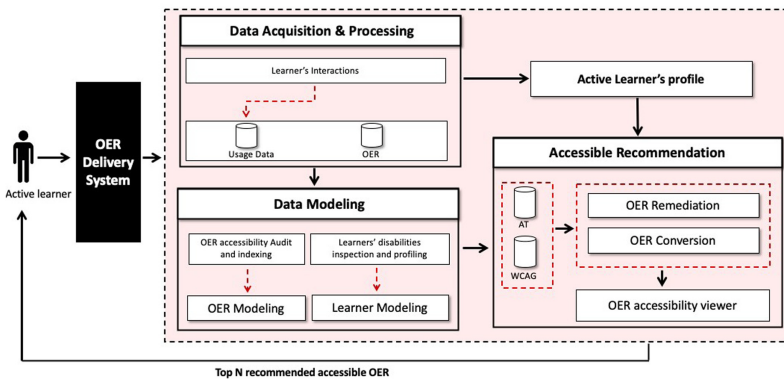 Data Acquisition & Processing
Learner's Interactions
Usage Data
OER
Active Learner's profile
OER
Delivery
System
Active learner
Accessible Recommendation
AT
WCAG
OER Remediation
OER Conversion
OER accessibility viewer
Data Modeling
OER accessibility Audit
and indexing
Learners' disabilities
inspection and profiling
OER Modeling
Learner Modeling
Top N recommended accessible OER